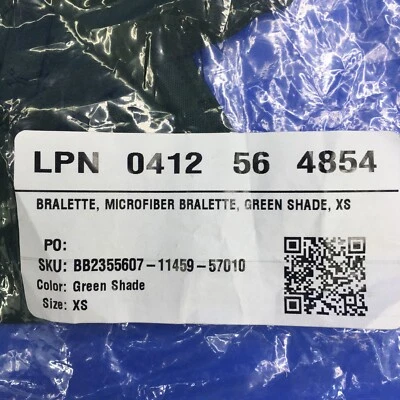 LPN 0412 56 4854
BRALETTE, MICROFIBER BRALETTE, GREEN SHADE, XS
PO:
SKU: BB2355607-11459-57010
Color: Green Shade
Size: XS